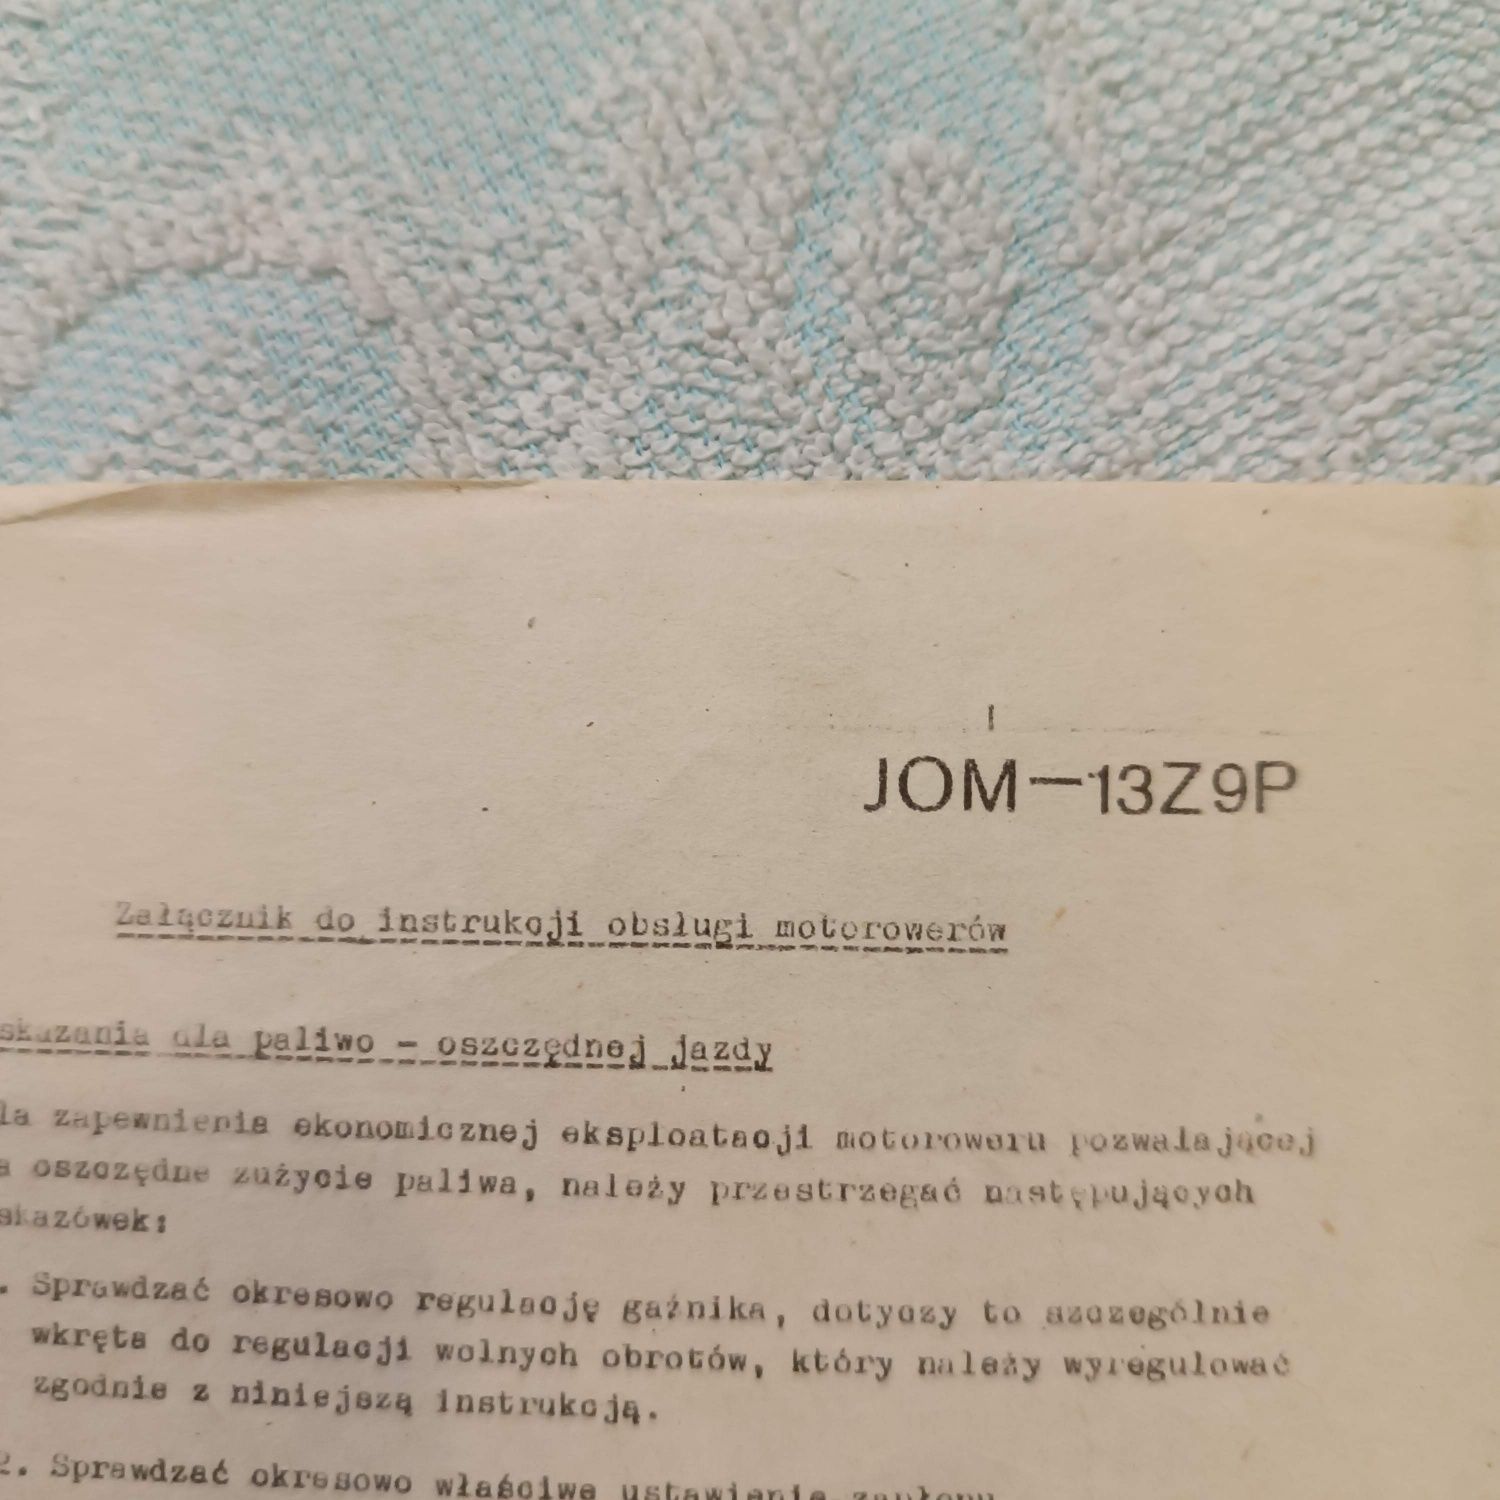 JOM-13Z9P
Załącznik do instrukcji obsługi motorowerów
skazania dla paliwo - oszczędnej jazdy
la zapewnienia ekonomicznej eksploatacji motoroweru pozwalającej
a oszczędne zużycie paliwa, należy przestrzegać następujących
skazówek:
. Sprawdzać okresowo regulację gaźnika, dotyczy to szczególnie
wkręta do regulacji wolnych obrotów, który należy wyregulować
zgodnie z niniejszą instrukcją.
2. Sprawdzać okresowo właściwe ustawienie zapłonu